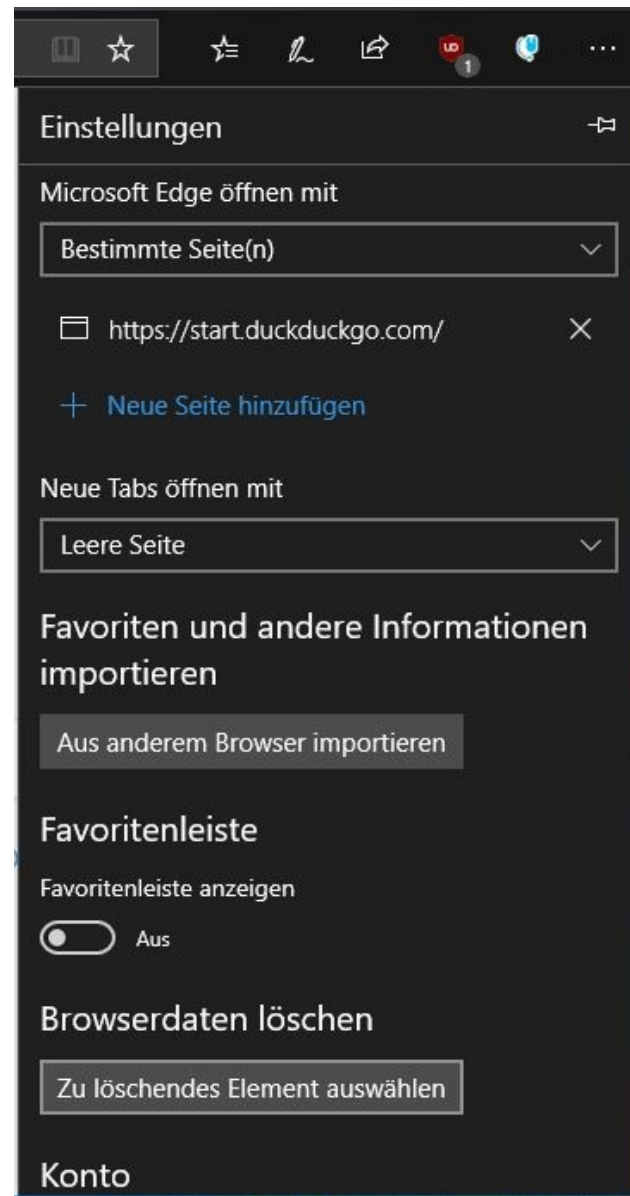 UD
1
Einstellungen
Microsoft Edge öffnen mit
Bestimmte Seite(n)
https://start.duckduckgo.com/
Neue Seite hinzufügen
Neue Tabs öffnen mit
Leere Seite
Favoriten und andere Informationen
importieren
Aus anderem Browser importieren
Favoritenleiste
Favoritenleiste anzeigen
Aus
Browserdaten löschen
Zu löschendes Element auswählen
Konto